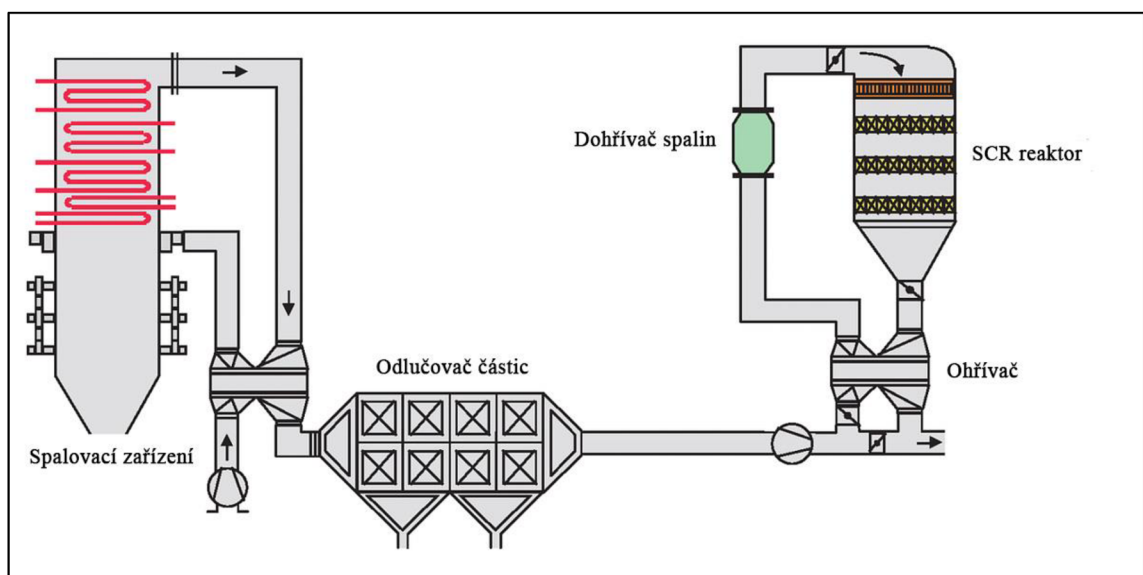 Dohřívač spalin
SCR reaktor
Odlučovač částic
Ohřívač
Spalovací zařízení